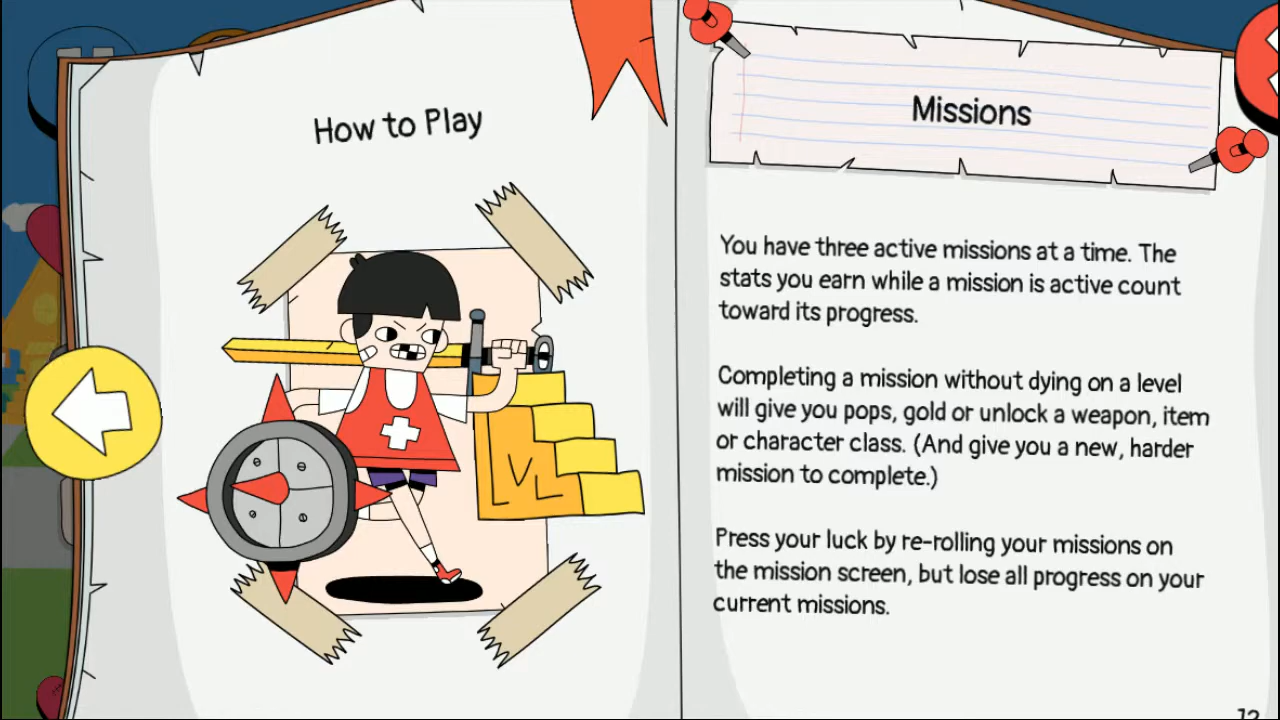 How to Play
Missions
You have three active missions at a time. The
stats you earn while a mission is active count
toward its progress.
Completing a mission without dying on a level
will give you pops, gold or unlock a weapon, item
or character class. (And give you a new, harder
mission to complete.)
Press your luck by re-rolling your missions on
the mission screen, but lose all progress on your
current missions.
12